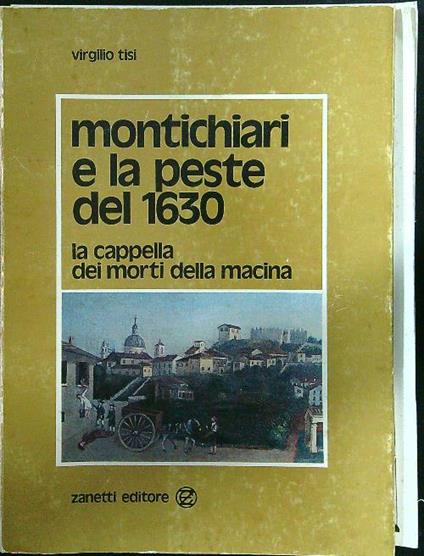 virgilio tisi
montichiari
e la peste
del 1630
la cappella
dei morti della macina
zanetti editore